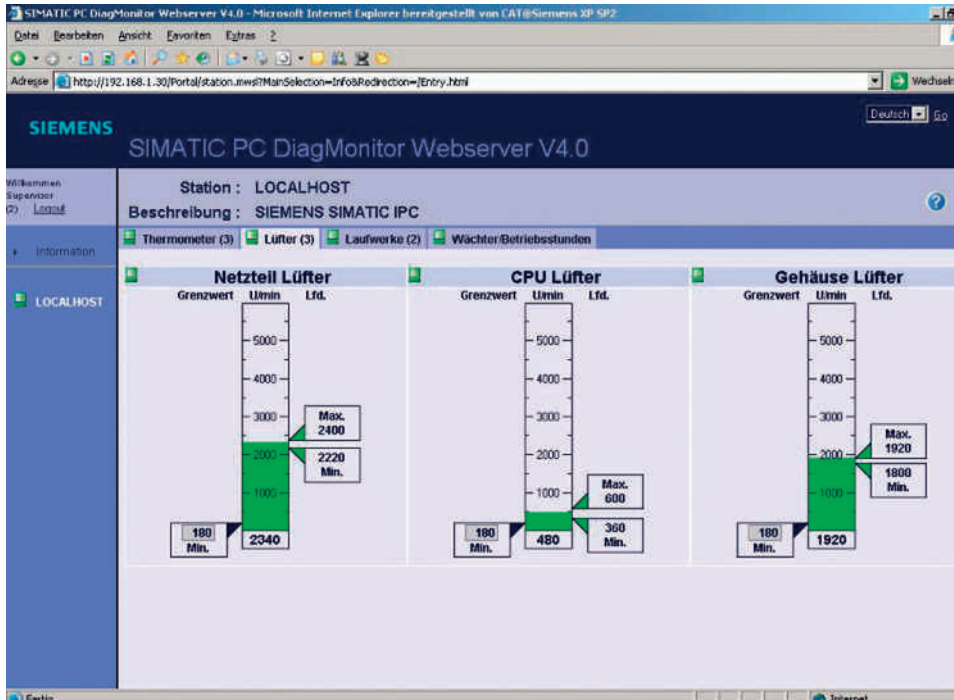 SIMATIC PC DiagMonitor Webserver V4.0 - Microsoft Internet Explorer bereitgestellt von CAT@Siemens XP SP2
Datei Bearbeiten Ansicht Favoriten Extras ?
Adresse http://192.168.1.30/Portal/station.mwsl?MainSelection=Info&Redirection=/Entry.html Wechseln
SIEMENS
Deutsch Go
SIMATIC PC DiagMonitor Webserver V4.0
Willkommen
Supervisor
(2) Logout
Station : LOCALHOST
Beschreibung : SIEMENS SIMATIC IPC
?
Thermometer (3) Lüfter (3) Laufwerke (2) Wächter/Betriebsstunden
Information
LOCALHOST
Netzteil Lüfter
Grenzwert U/min Lfd.
5000
4000
3000
2000
1000
Max.
2400
2220
Min.
180
Min.
2340
CPU Lüfter
Grenzwert U/min Lfd.
5000
4000
3000
2000
1000
Max.
600
360
Min.
180
Min.
480
Gehäuse Lüfter
Grenzwert U/min Lfd.
5000
4000
3000
2000
1000
Max.
1920
1800
Min.
180
Min.
1920
Fertig Internet